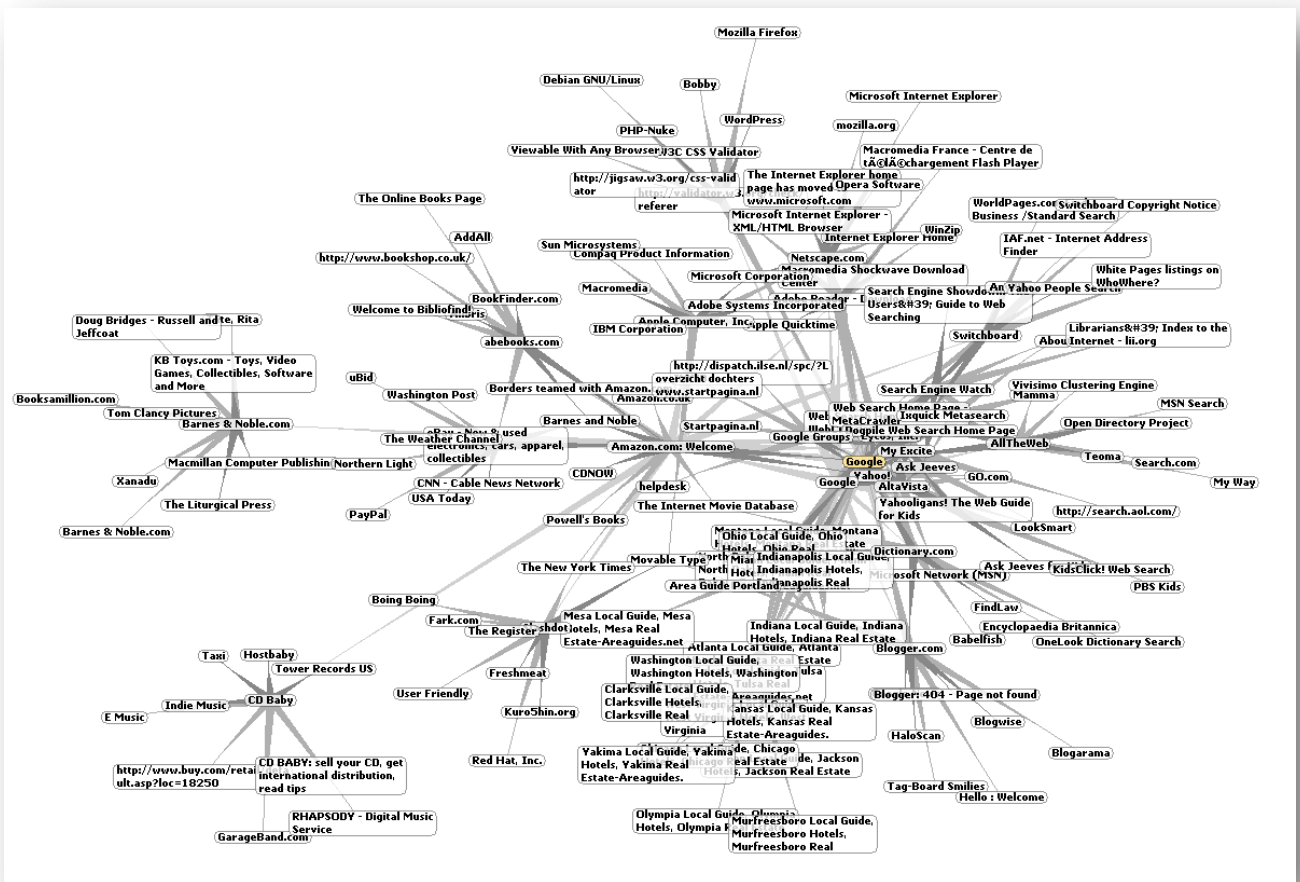 Mozilla Firefox
Debian GNU/Linux
Bobby
Microsoft Internet Explorer
WordPress
mozilla.org
PHP-Nuke
Viewable With Any Browser
W3C CSS Validator
Macromedia France - Centre de
tÃ©lÃ©chargement Flash Player
http://jigsaw.w3.org/css-valid
ator
referer
The Internet Explorer home
page has moved
www.microsoft.com
Opera Software
The Online Books Page
WorldPages.com
Business /Standard Search
Switchboard Copyright Notice
Microsoft Internet Explorer -
XML/HTML Browser
WinZip
Internet Explorer Home
AddAll
Sun Microsystems
Compaq Product Information
IAF.net - Internet Address
Finder
http://www.bookshop.co.uk/
Netscape.com
Macromedia Shockwave Download
Center
Microsoft Corporation
White Pages listings on
WhoWhere?
Yahoo People Search
Macromedia
BookFinder.com
Search Engine Showdown
Users&#39; Guide to Web
Searching
Adobe Systems Incorporated
Welcome to Bibliofind!
Doug Bridges - Russell and
Jeffcoat
te, Rita
Apple Computer, Inc.
Apple Quicktime
IBM Corporation
Switchboard
Librarians&#39; Index to the
Internet - lii.org
abebooks.com
KB Toys.com - Toys, Video
Games, Collectibles, Software
and More
http://dispatch.ilse.nl/spc/?L
overzicht dochters
www.startpagina.nl
uBid
Washington Post
Borders teamed with Amazon.
Amazon.co.uk
Search Engine Watch
Vivisimo Clustering Engine
Mamma
Booksamillion.com
Tom Clancy Pictures
Barnes & Noble.com
Barnes and Noble
Startpagina.nl
Web Search Home Page -
MetaCrawler
Ixquick Metasearch
Dogpile Web Search Home Page
MSN Search
Open Directory Project
Google Groups
The Weather Channel
electronics, cars, apparel,
collectibles
Amazon.com: Welcome
AllTheWeb
My Excite
Teoma
Search.com
Macmillan Computer Publishin
Northern Light
Google
Ask Jeeves
Yahoo!
GO.com
My Way
Xanadu
CDNOW
CNN - Cable News Network
USA Today
helpdesk
Google
AltaVista
The Liturgical Press
PayPal
The Internet Movie Database
Yahooligans! The Web Guide
for Kids
http://search.aol.com/
Powell's Books
LookSmart
Barnes & Noble.com
Ohio Local Guide, Ohio
Hotels, Ohio Real
Dictionary.com
Movable Type
Indianapolis Local Guide,
Indianapolis Hotels,
Indianapolis Real
The New York Times
Microsoft Network (MSN)
Ask Jeeves
KidsClick! Web Search
Area Guide Portland
PBS Kids
Boing Boing
FindLaw
Fark.com
The Register
Mesa Local Guide, Mesa
Hotels, Mesa Real
Estate-Areaguides.net
Indiana Local Guide, Indiana
Hotels, Indiana Real Estate
Encyclopaedia Britannica
Babelfish
OneLook Dictionary Search
Atlanta Local Guide, Atlanta
Blogger.com
Taxi
Hostbaby
Tower Records US
Washington Local Guide,
Washington Hotels, Washington
Freshmeat
User Friendly
Clarksville Local Guide,
Clarksville Hotels,
Clarksville Real
Blogger: 404 - Page not found
CD Baby
Indie Music
E Music
Kuro5hin.org
Kansas Local Guide, Kansas
Hotels, Kansas Real
Estate-Areaguides.
Virginia
Blogwise
HaloScan
Red Hat, Inc.
Yakima Local Guide, Yakima
Hotels, Yakima Real
Estate-Areaguides.
Chicago
Jackson
Hotels, Jackson Real Estate
Blogarama
http://www.buy.com/retai
ult.asp?loc=18250
CD BABY: sell your CD, get
international distribution,
read tips
Tag-Board Smilies
Hello : Welcome
RHAPSODY - Digital Music
Service
GarageBand.com
Olympia Local Guide, Olympia
Hotels, Olympia
Murfreesboro Local Guide,
Murfreesboro Hotels,
Murfreesboro Real